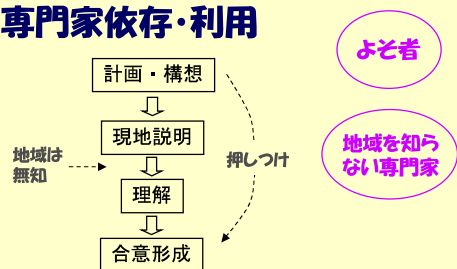 専門家依存・利用
計画・構想
よそ者
現地説明
地域は
無知
押しつけ
地域を知ら
ない専門家
理解
合意形成